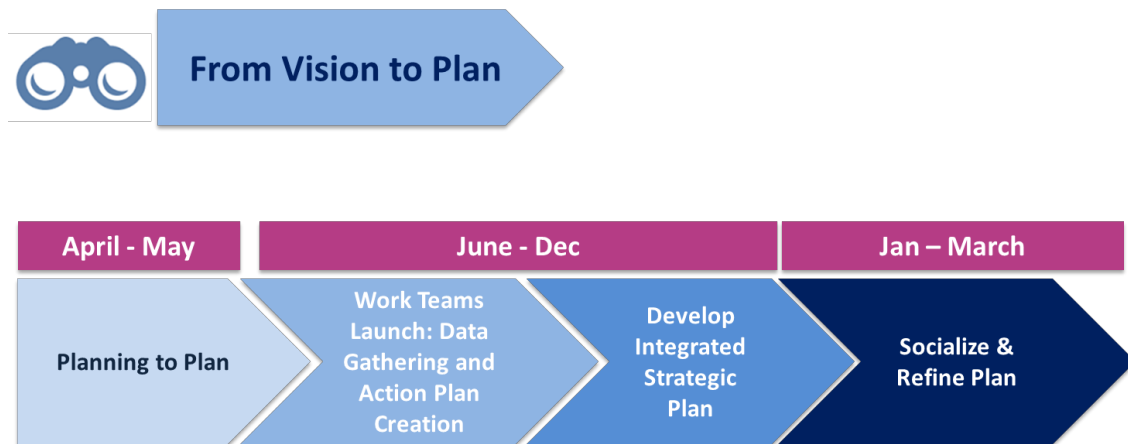 From Vision to Plan
April - May
June - Dec
Jan – March
Planning to Plan
Work Teams
Launch: Data
Gathering and
Action Plan
Creation
Develop
Integrated
Strategic
Plan
Socialize &
Refine Plan